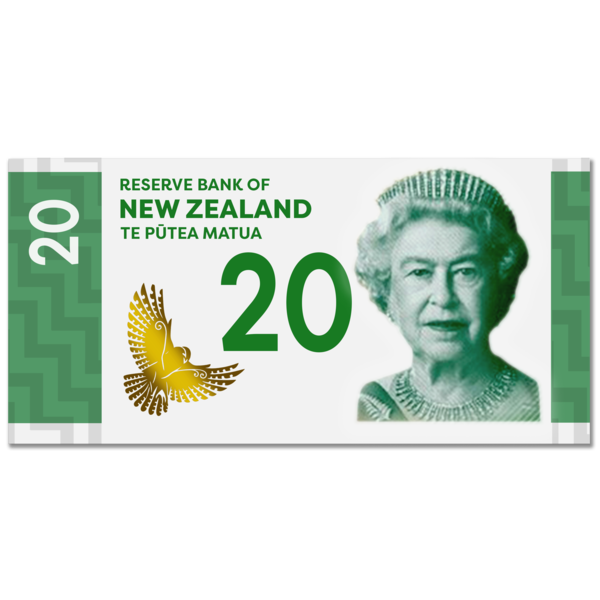 20
RESERVE BANK OF
NEW ZEALAND
TE PŪTEA MATUA
20